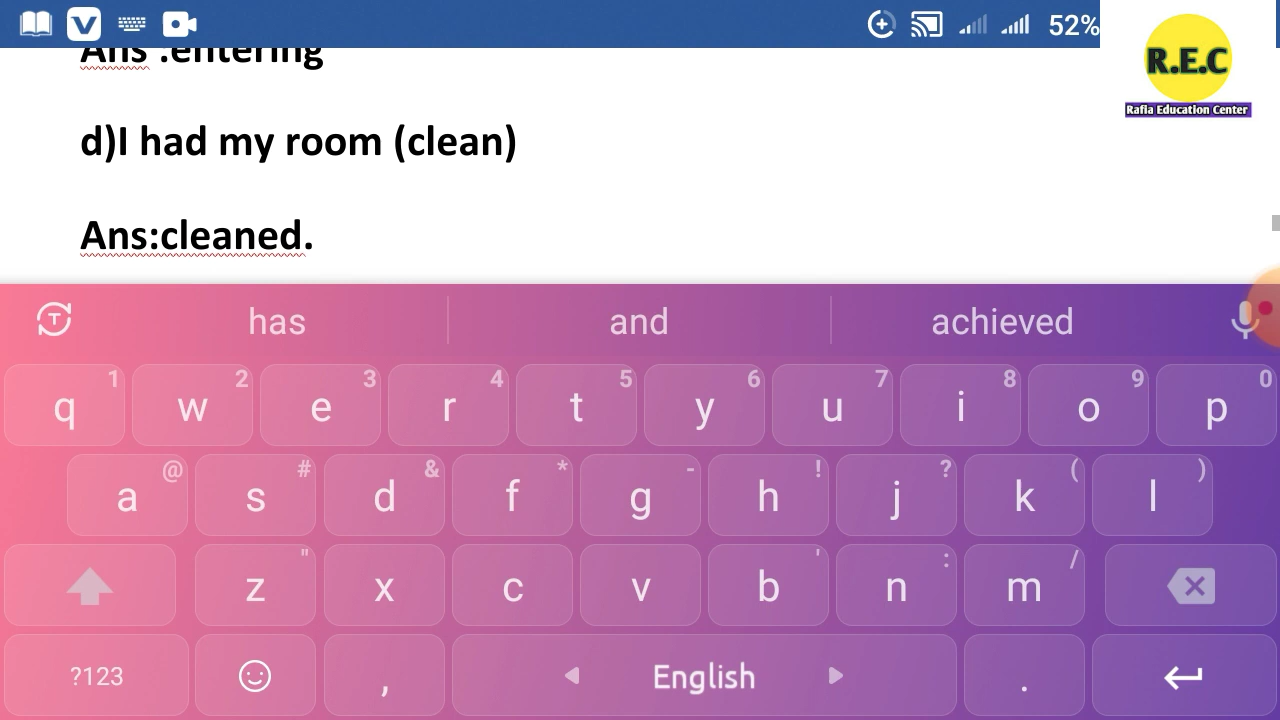 52%
R.E.C
Rafia Education Center
Ans :entering
d)I had my room (clean)
Ans:cleaned.
T
has and achieved
1 2 3 4 5 6 7 8 9 0
q w e r t y u i o p
@ # & * - ! ? ( )
a s d f g h j k l
" ' : /
z x c v b n m
?123 , English .